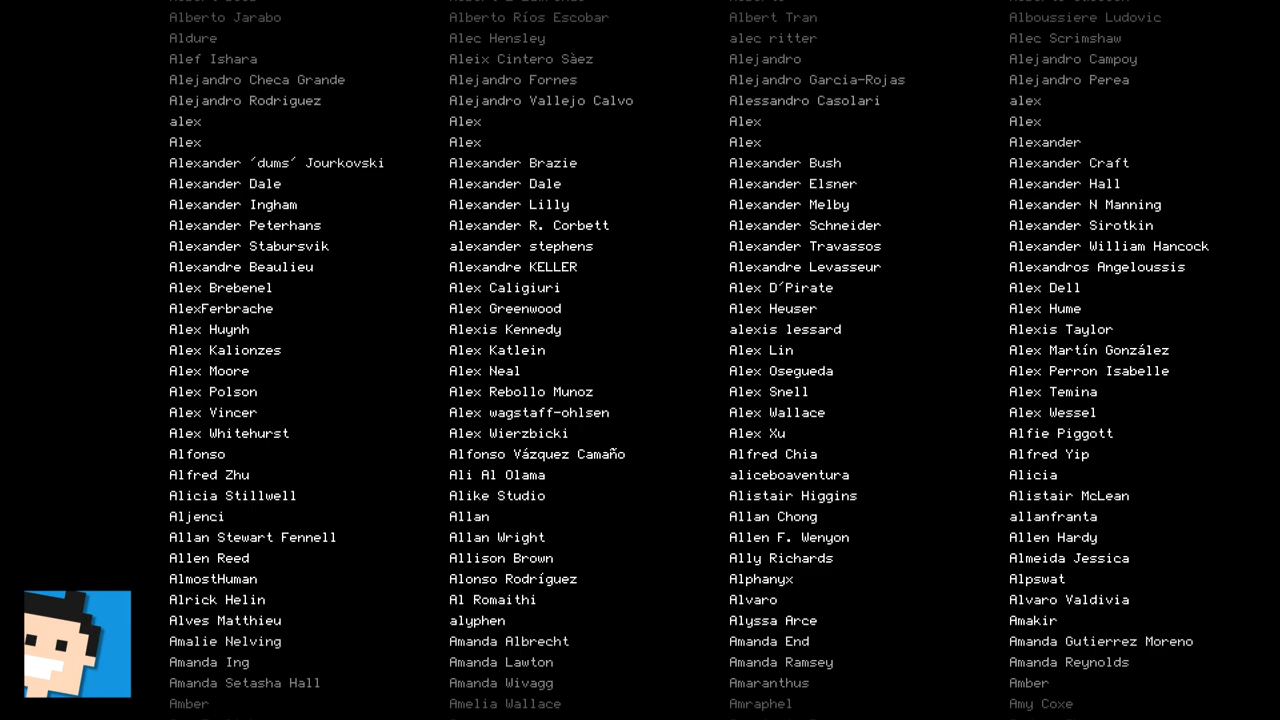 Alberto Jarabo Alberto Ríos Escobar Albert Tran Alboussiere Ludovic
Aldure Alec Hensley alec ritter Alec Scrimshaw
Alef Ishara Aleix Cintero Sàez Alejandro Alejandro Campoy
Alejandro Checa Grande Alejandro Fornes Alejandro Garcia-Rojas Alejandro Perea
Alejandro Rodriguez Alejandro Vallejo Calvo Alessandro Casolari alex
alex Alex Alex Alex
Alex Alex Alex Alexander
Alexander ´dums´ Jourkovski Alexander Brazie Alexander Bush Alexander Craft
Alexander Dale Alexander Dale Alexander Elsner Alexander Hall
Alexander Ingham Alexander Lilly Alexander Melby Alexander N Manning
Alexander Peterhans Alexander R. Corbett Alexander Schneider Alexander Sirotkin
Alexander Stabursvik alexander stephens Alexander Travassos Alexander William Hancock
Alexandre Beaulieu Alexandre KELLER Alexandre Levasseur Alexandros Angeloussis
Alex Brebenel Alex Caligiuri Alex D´Pirate Alex Dell
AlexFerbrache Alex Greenwood Alex Heuser Alex Hume
Alex Huynh Alexis Kennedy alexis lessard Alexis Taylor
Alex Kalionzes Alex Katlein Alex Lin Alex Martín González
Alex Moore Alex Neal Alex Osegueda Alex Perron Isabelle
Alex Polson Alex Rebollo Munoz Alex Snell Alex Temina
Alex Vincer Alex wagstaff-ohlsen Alex Wallace Alex Wessel
Alex Whitehurst Alex Wierzbicki Alex Xu Alfie Piggott
Alfonso Alfonso Vázquez Camaño Alfred Chia Alfred Yip
Alfred Zhu Ali Al Olama aliceboaventura Alicia
Alicia Stillwell Alike Studio Alistair Higgins Alistair McLean
Aljenci Allan Allan Chong allanfranta
Allan Stewart Fennell Allan Wright Allen F. Wenyon Allen Hardy
Allen Reed Allison Brown Ally Richards Almeida Jessica
AlmostHuman Alonso Rodríguez Alphanyx Alpswat
Alrick Helin Al Romaithi Alvaro Alvaro Valdivia
Alves Matthieu alyphen Alyssa Arce Amakir
Amalie Nelving Amanda Albrecht Amanda End Amanda Gutierrez Moreno
Amanda Ing Amanda Lawton Amanda Ramsey Amanda Reynolds
Amanda Setasha Hall Amanda Wivagg Amaranthus Amber
Amber Amelia Wallace Amraphel Amy Coxe